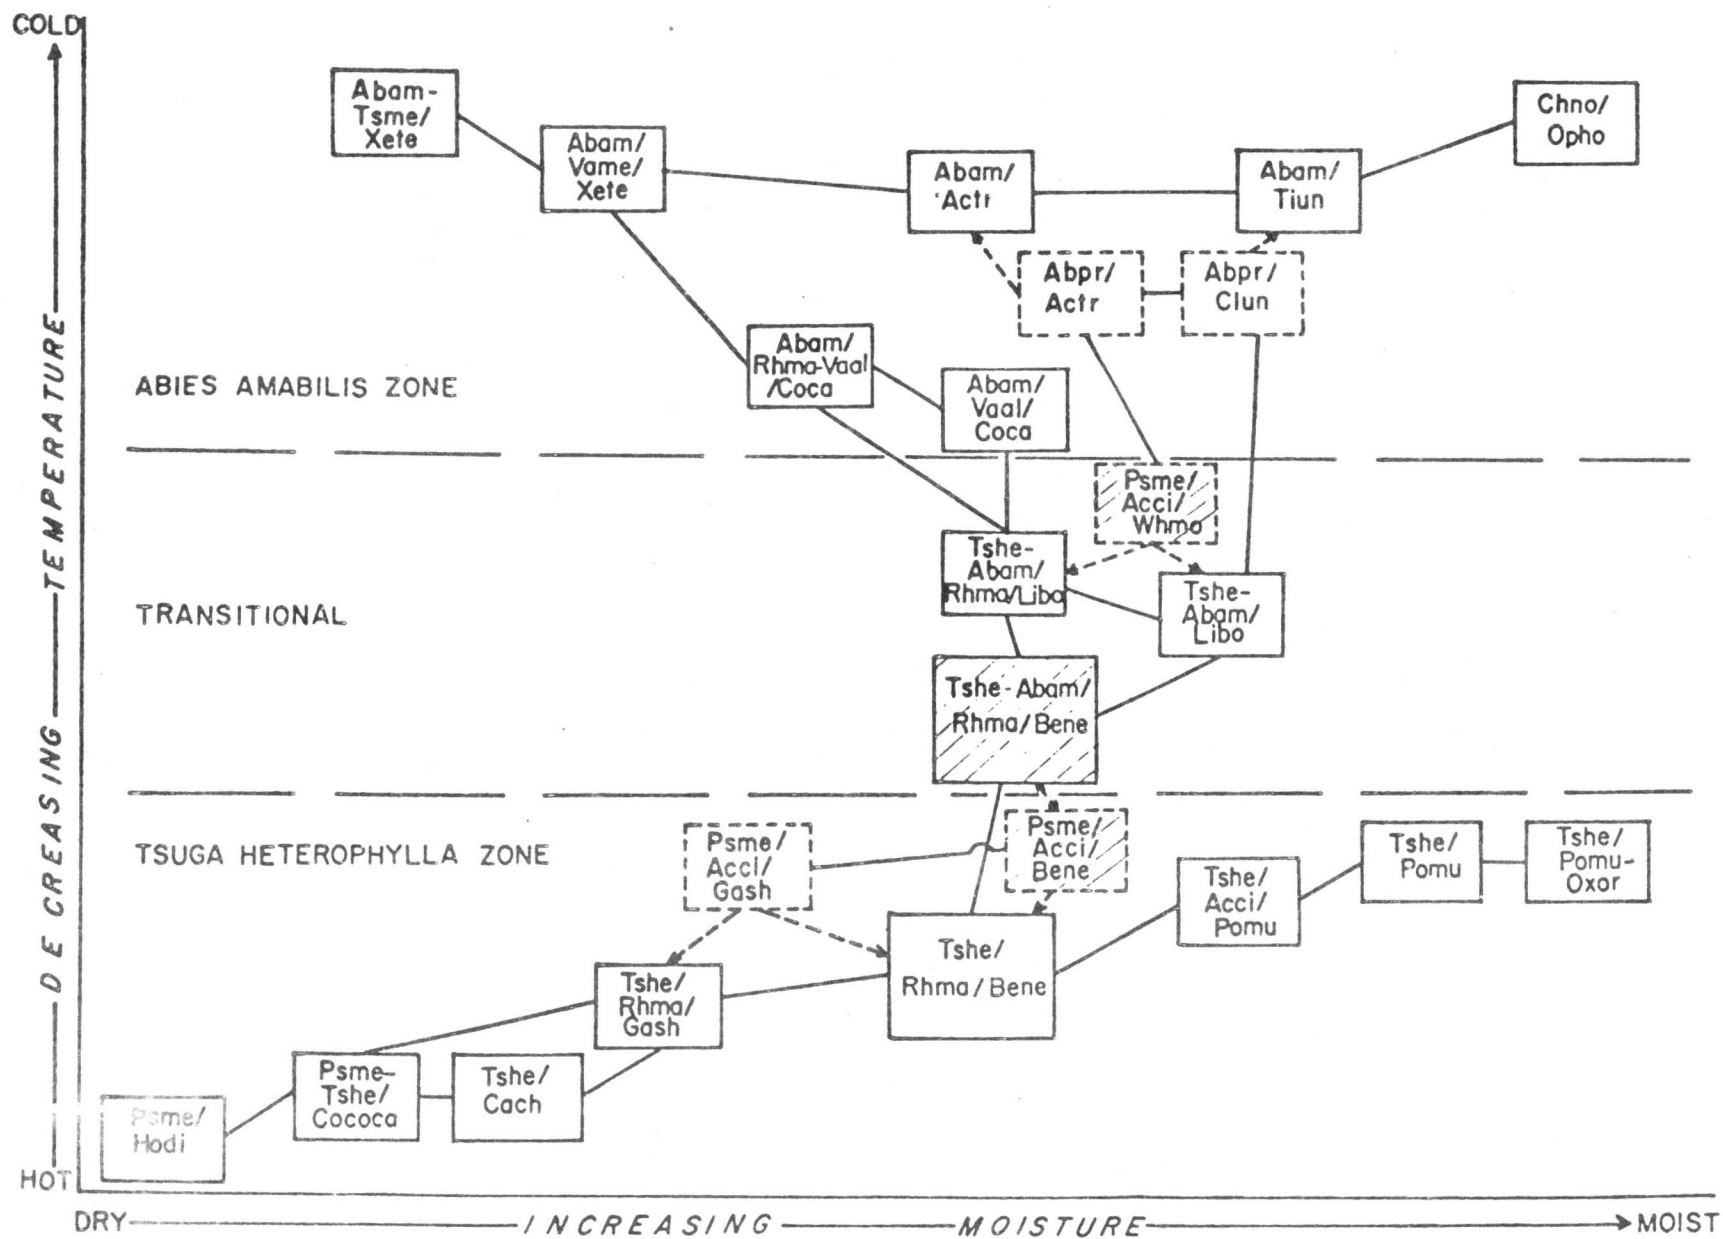 COLD
Abam-
Tsme/
Xete
Abam/
Vame/
Xete
Abam/
Actr
Abam/
Tiun
Chno/
Opho
Abpr/
Actr
Abpr/
Clun
Abam/
Rhma-Vaal
/Coca
Abam/
Vaal/
Coca
ABIES AMABILIS ZONE
Psme/
Acci/
Whmo
Tshe-
Abam/
Rhma/Libo
Tshe-
Abam/
Libo
TRANSITIONAL
Tshe-Abam/
Rhma/Bene
TSUGA HETEROPHYLLA ZONE
Psme/
Acci/
Gash
Psme/
Acci/
Bene
Tshe/
Acci/
Pomu
Tshe/
Pomu
Tshe/
Pomu-
Oxor
Tshe/
Rhma/
Gash
Tshe/
Rhma/Bene
Psme-
Tshe/
Cococa
Tshe/
Cach
Psme/
Hodi
HOT
DECREASING TEMPERATURE
DRY INCREASING MOISTURE MOIST